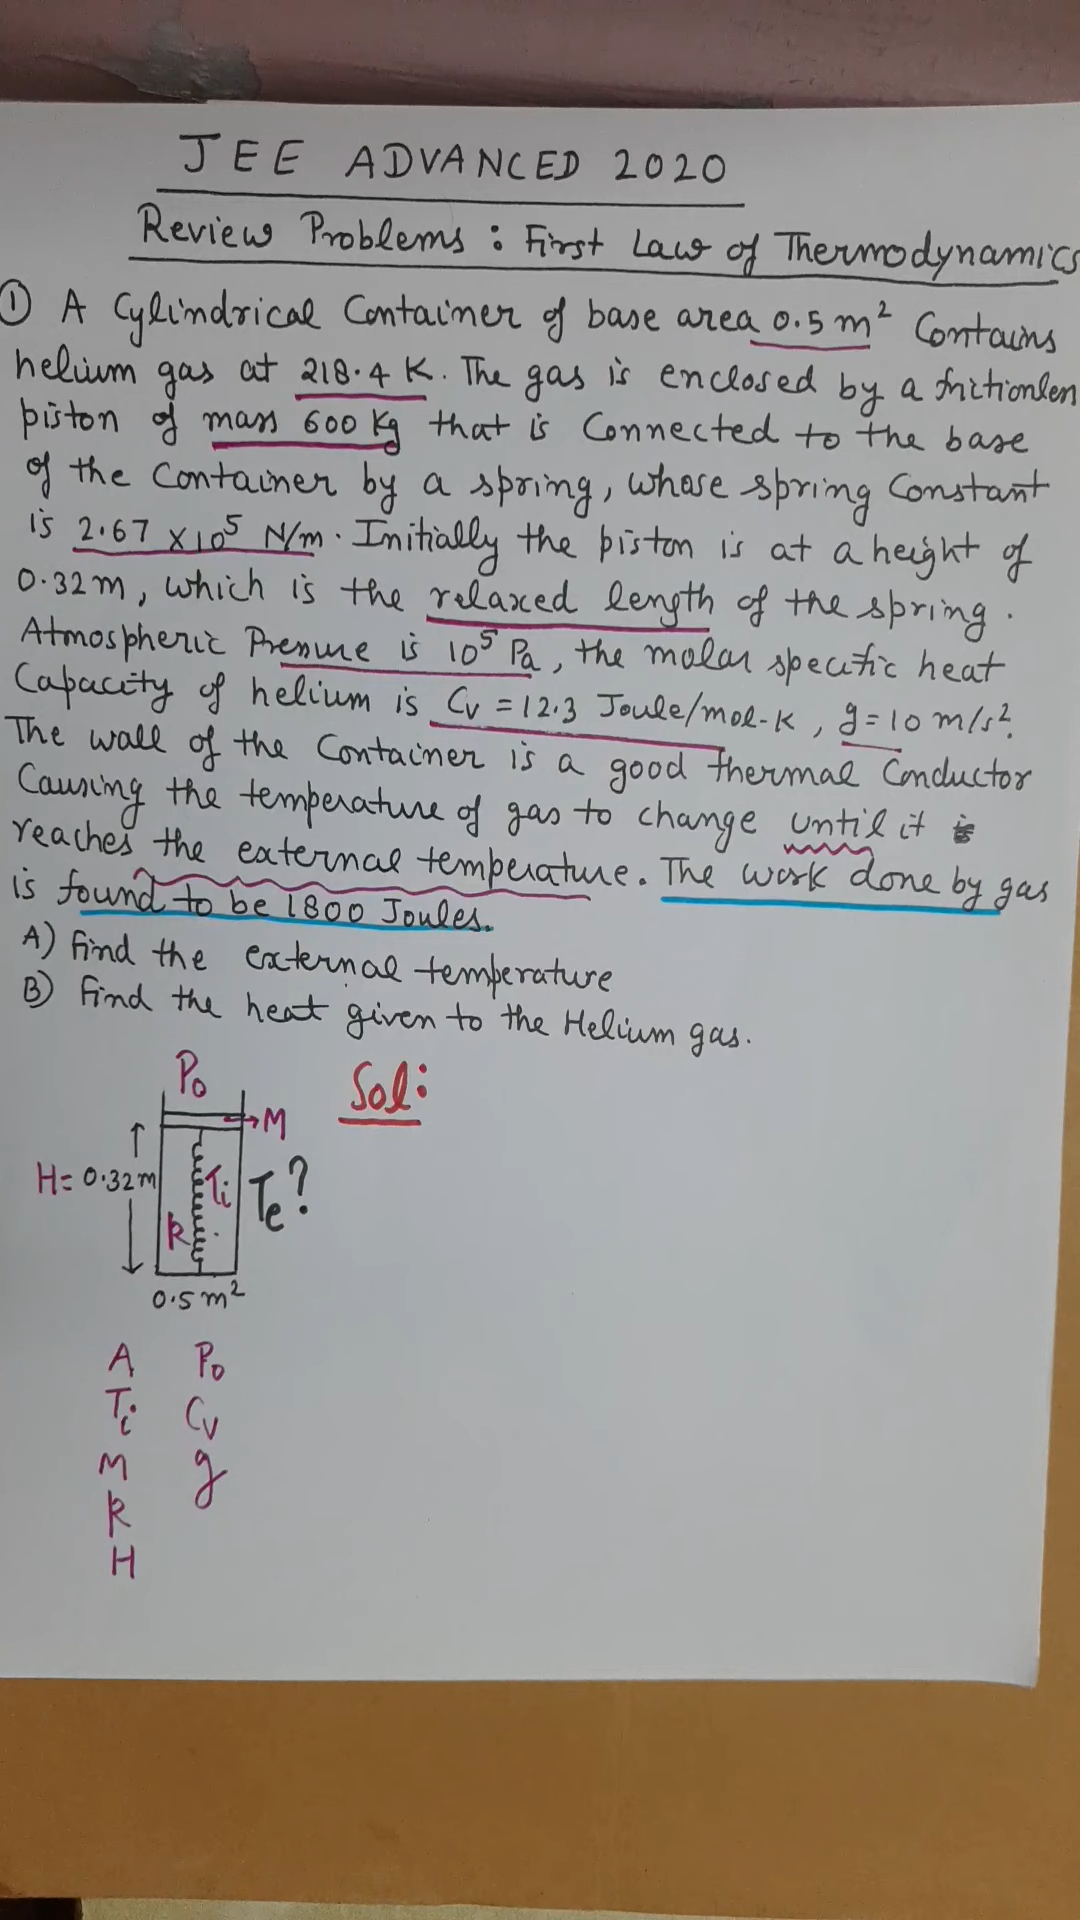 JEE ADVANCED 2020
Review Problems : First Law of Thermodynamics
① A Cylindrical Container of base area 0.5 m² Contains
helium gas at 218.4 K. The gas is enclosed by a frictionless
piston of mass 600 Kg that is Connected to the base
of the Container by a spring, whose spring Constant
is 2.67 x10⁵ N/m. Initially the piston is at a height of
0.32m, which is the relaxed length of the spring.
Atmospheric Pressure is 10⁵ Pa, the molar specific heat
Capacity of helium is Cv = 12.3 Joule/mol-K, g = 10 m/s².
The wall of the Container is a good thermal Conductor
Causing the temperature of gas to change until it
reaches the external temperature. The work done by gas
is found to be 1800 Joules.
A) Find the external temperature
B) Find the heat given to the Helium gas.
Po
Sol:
M
H= 0.32m
Ti
Te?
k
0.5 m²
A Po
Ti Cv
M g
k
H